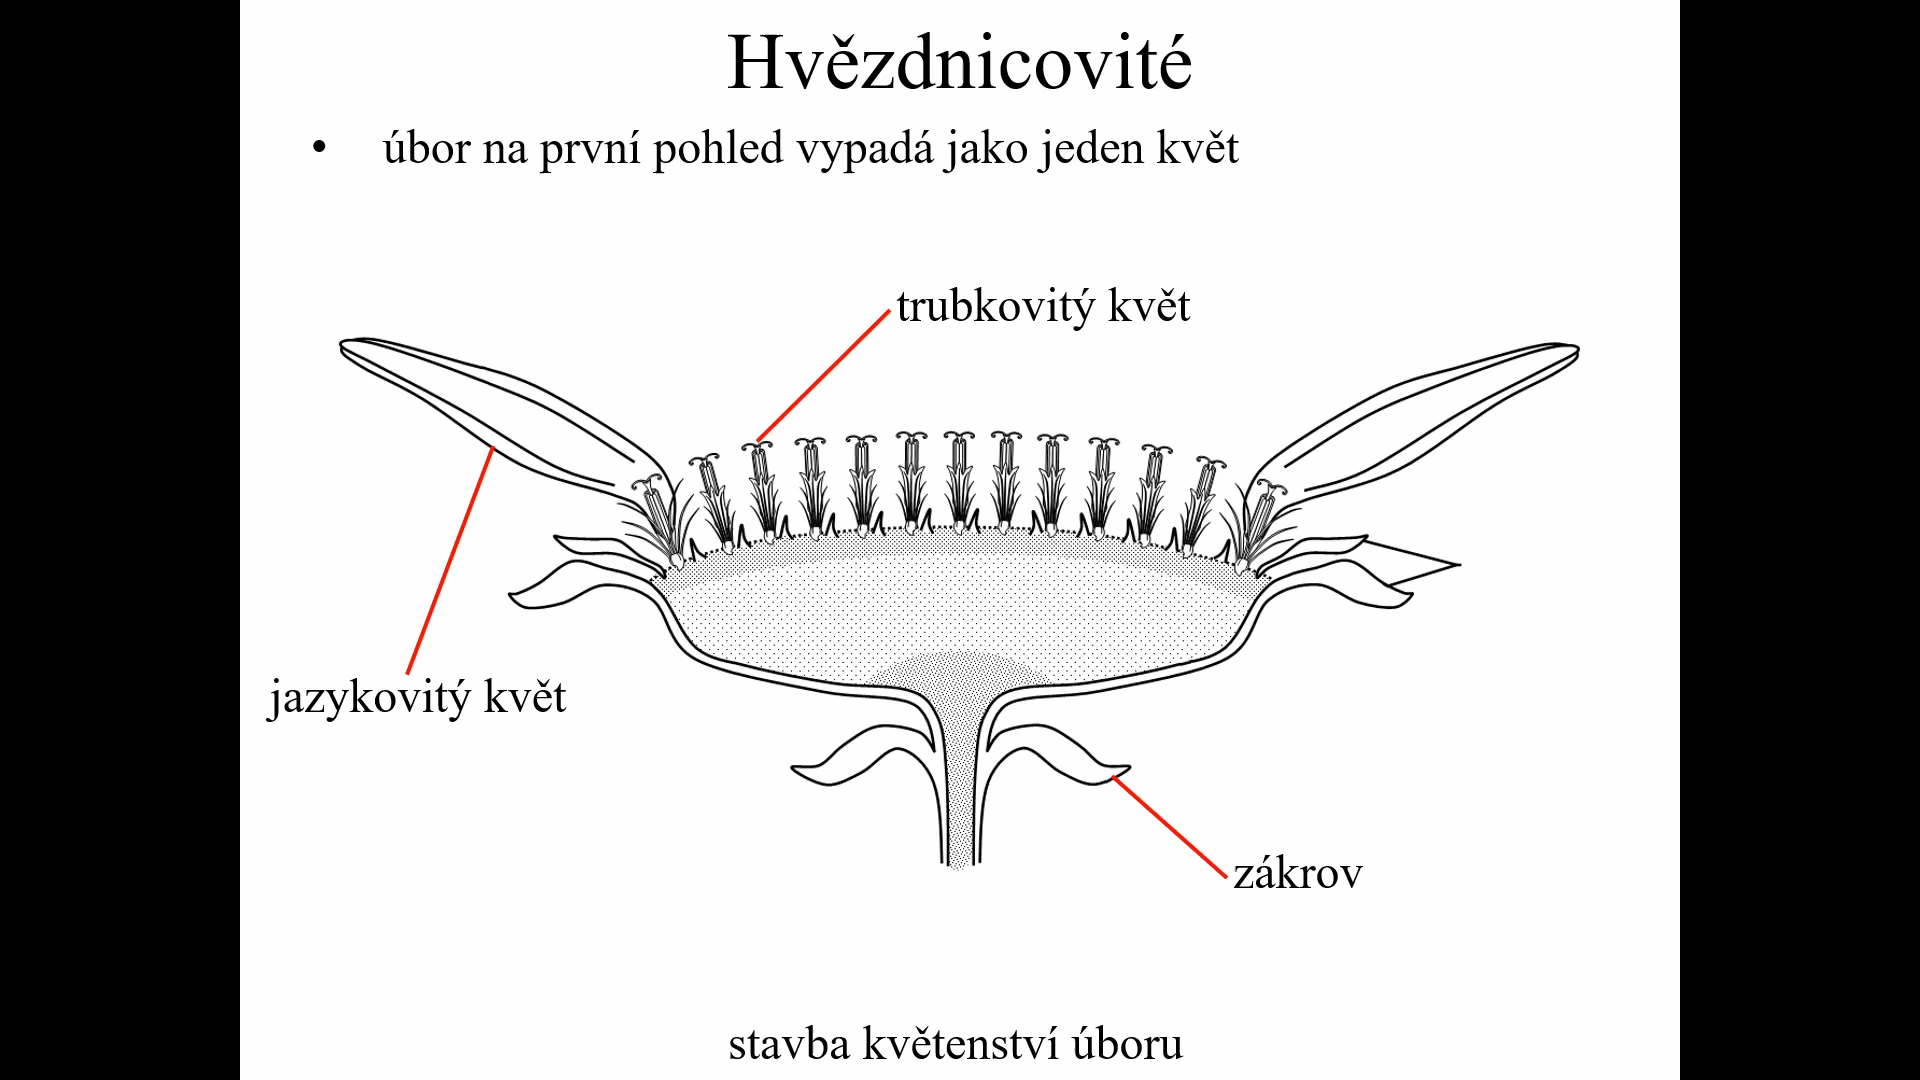 Hvězdnicovité
• úbor na první pohled vypadá jako jeden květ
trubkovitý květ
jazykovitý květ
zákrov
stavba květenství úboru